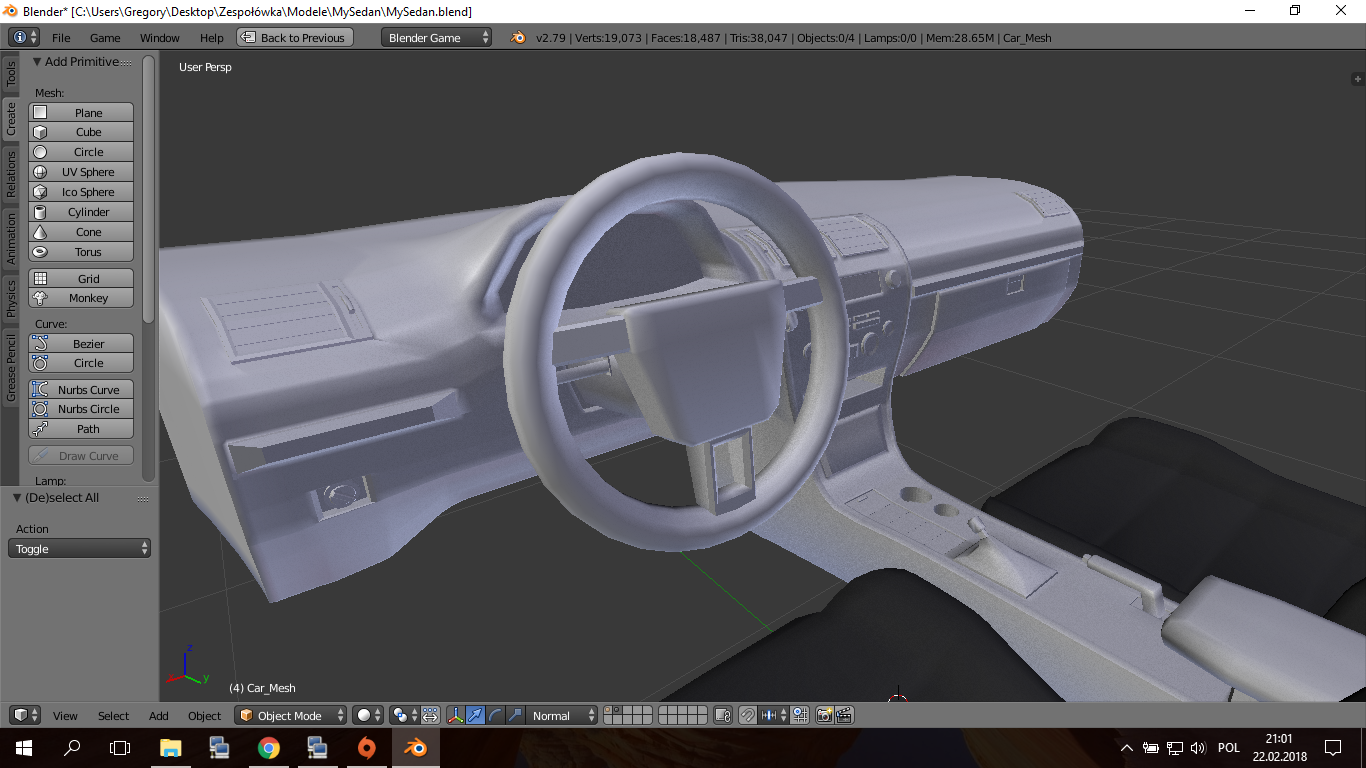 Blender* [C:\Users\Gregory\Desktop\Zespołówka\Modele\MySedan\MySedan.blend]
File Game Window Help Back to Previous Blender Game v2.79 | Verts:19,073 | Faces:18,487 | Tris:38,047 | Objects:0/4 | Lamps:0/0 | Mem:28.65M | Car_Mesh
Tools
Create
Relations
Animation
Physics
Grease Pencil
Add Primitive
Mesh:
Plane
Cube
Circle
UV Sphere
Ico Sphere
Cylinder
Cone
Torus
Grid
Monkey
Curve:
Bezier
Circle
Nurbs Curve
Nurbs Circle
Path
Draw Curve
Lamp:
(De)select All
Action
Toggle
User Persp
z
x
y
(4) Car_Mesh
View Select Add Object Object Mode Normal
POL
21:01
22.02.2018